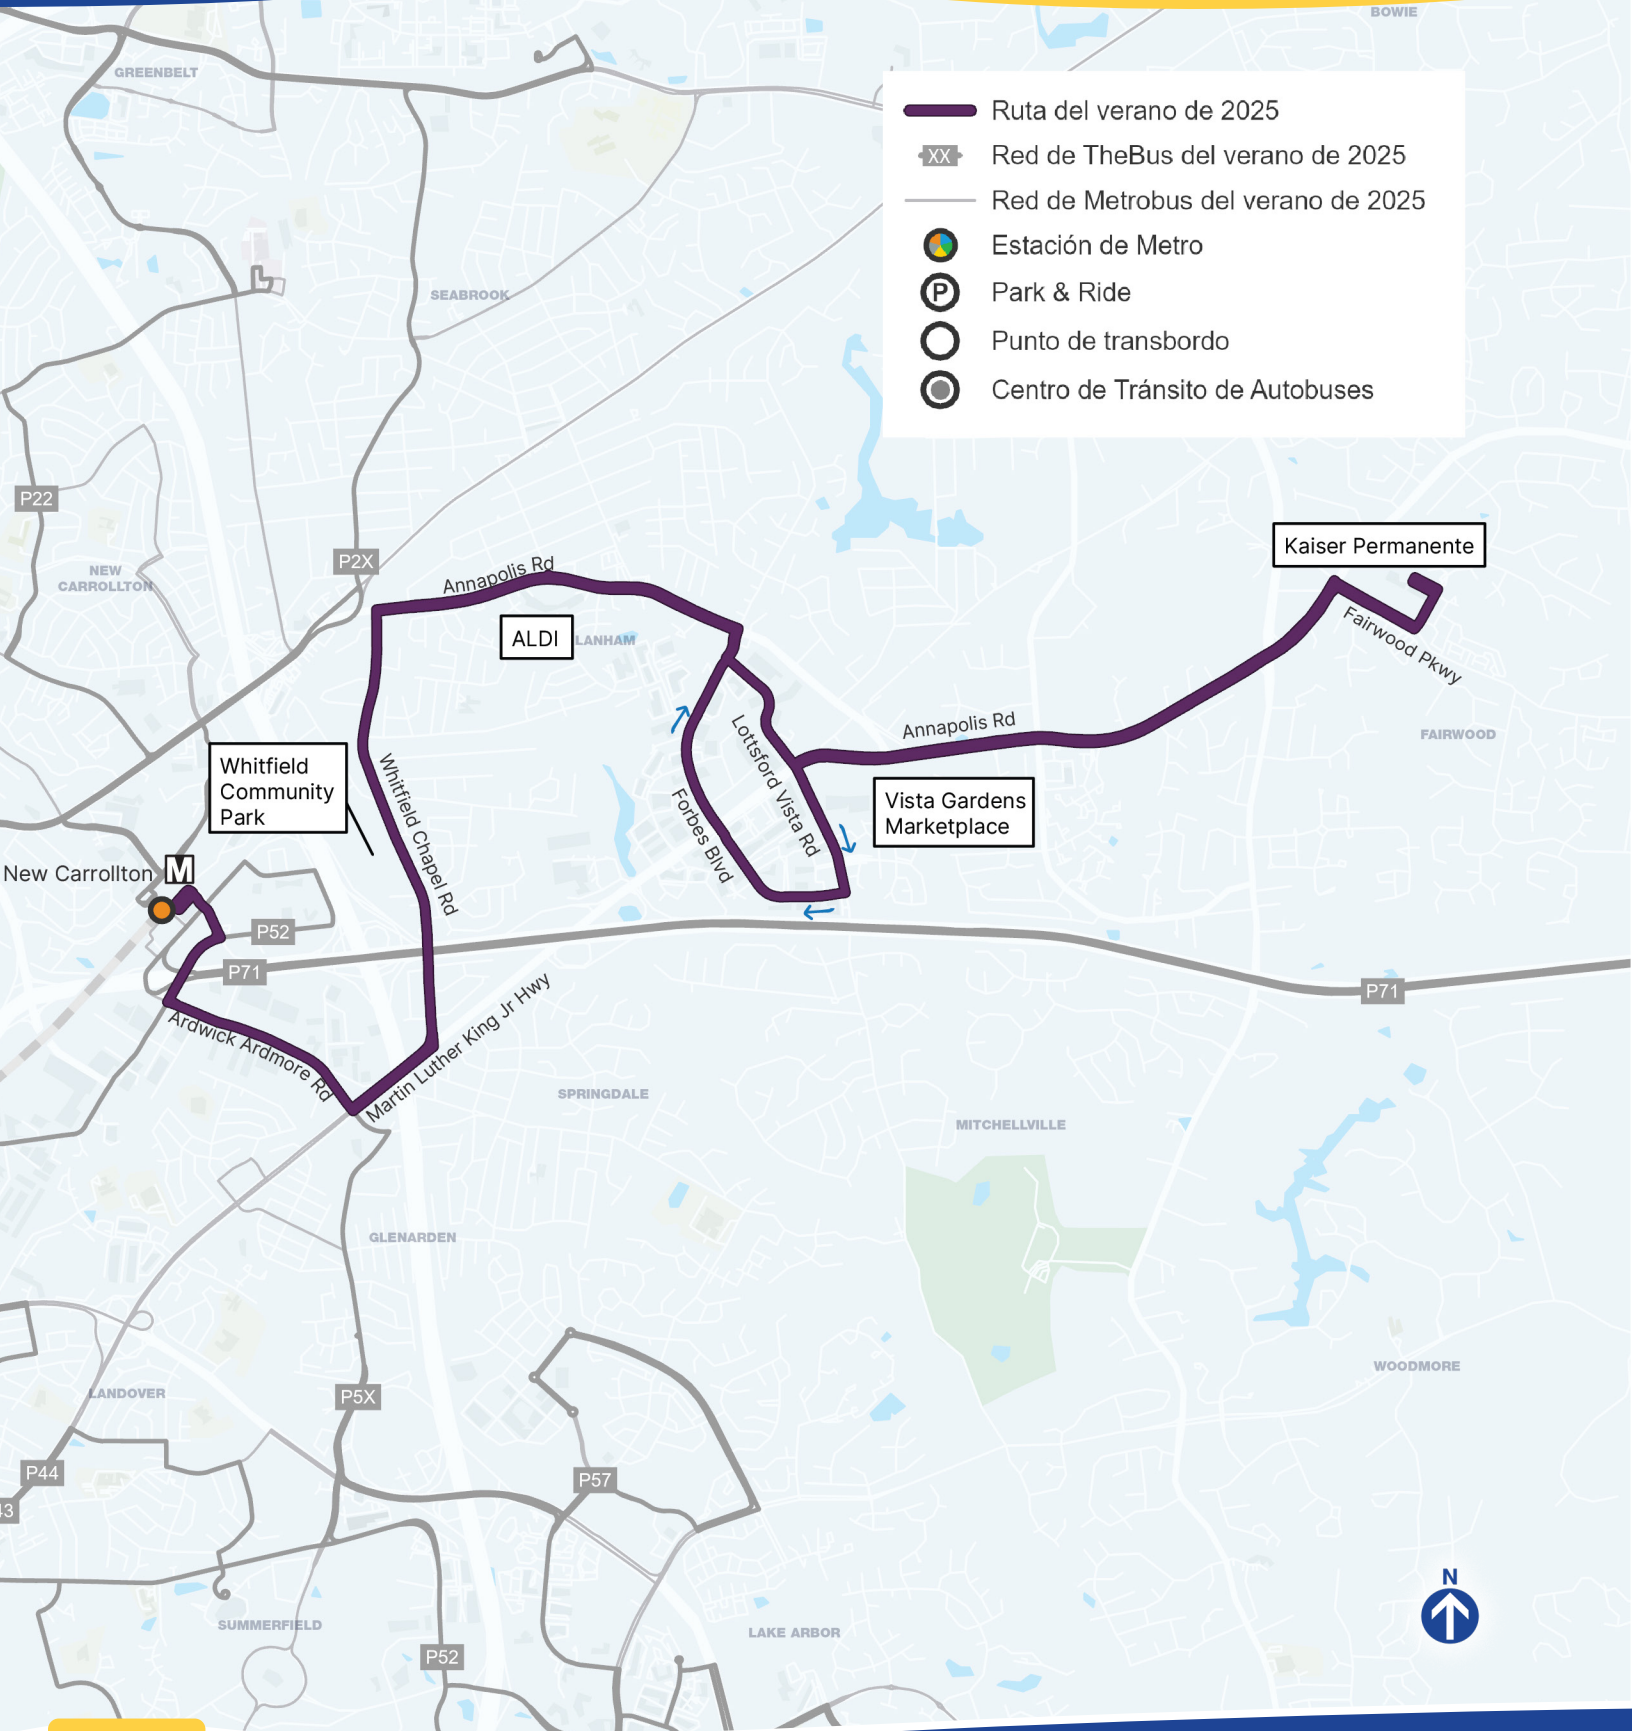 BOWIE
GREENBELT
Ruta del verano de 2025
XX
Red de TheBus del verano de 2025
Red de Metrobus del verano de 2025
Estación de Metro
P
Park & Ride
Punto de transbordo
Centro de Tránsito de Autobuses
SEABROOK
P22
P2X
NEW
CARROLLTON
Kaiser Permanente
Annapolis Rd
ALDI
LANHAM
Fairwood Pkwy
FAIRWOOD
Annapolis Rd
Lottsford Vista Rd
Forbes Blvd
Vista Gardens
Marketplace
Whitfield
Community
Park
Whitfield Chapel Rd
New Carrollton
M
P52
P71
P71
Ardwick Ardmore Rd
Martin Luther King Jr Hwy
SPRINGDALE
MITCHELLVILLE
GLENARDEN
WOODMORE
LANDOVER
P5X
P44
P57
SUMMERFIELD
P52
LAKE ARBOR
N